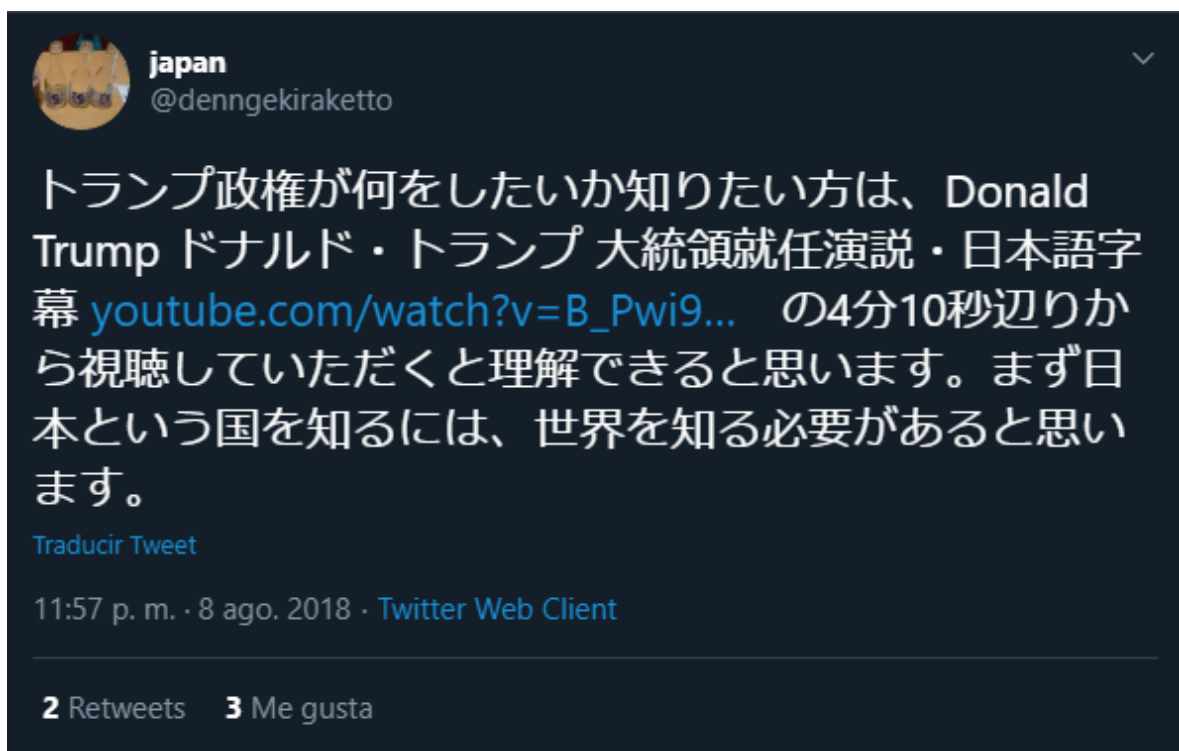 japan
@denngekiraketto
トランプ政権が何をしたいか知りたい方は、Donald
Trump ドナルド・トランプ 大統領就任演説・日本語字
幕 youtube.com/watch?v=B_Pwi9… の4分10秒辺りか
ら視聴していただくと理解できると思います。まず日
本という国を知るには、世界を知る必要があると思い
ます。
Traducir Tweet
11:57 p. m. · 8 ago. 2018 · Twitter Web Client
2 Retweets 3 Me gusta